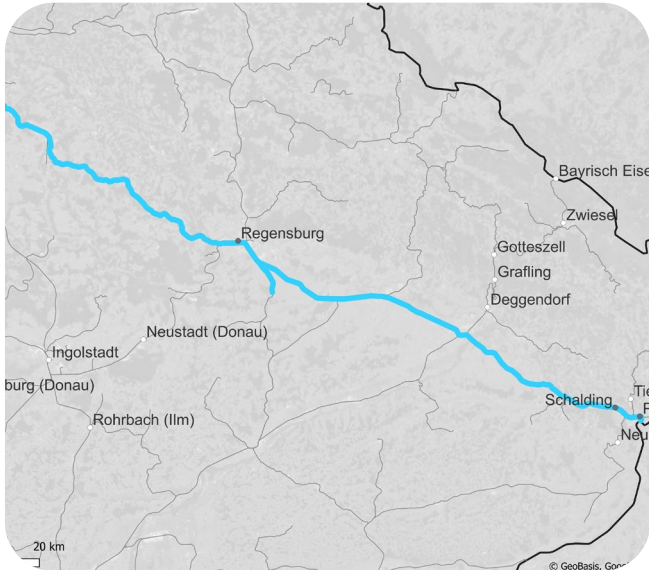 Bayrisch Eise
Zwiesel
Regensburg
Gotteszell
Grafling
Deggendorf
Neustadt (Donau)
Ingolstadt
burg (Donau)
Schalding
Tie
P
Rohrbach (Ilm)
Neu
20 km
© GeoBasis, Goog